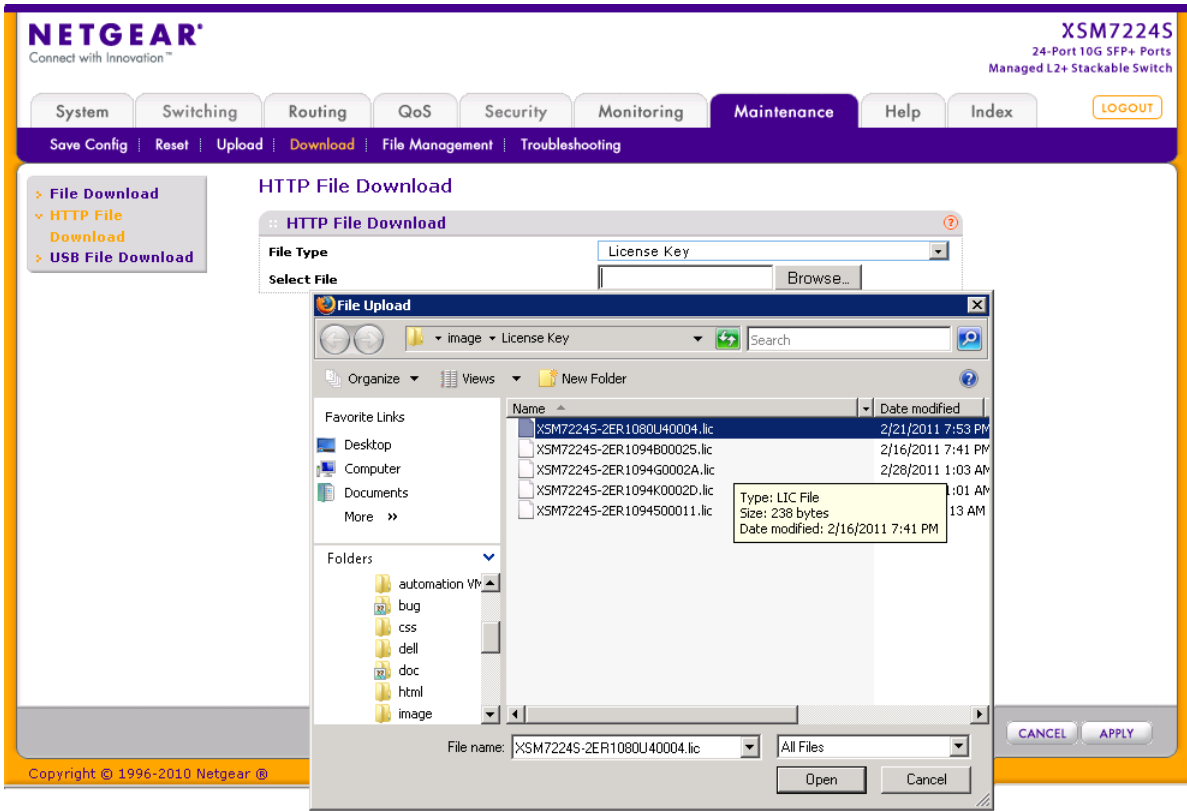 NETGEAR®
Connect with Innovation™
XSM7224S
24-Port 10G SFP+ Ports
Managed L2+ Stackable Switch
System Switching Routing QoS Security Monitoring Maintenance Help Index LOGOUT
Save Config | Reset | Upload | Download | File Management | Troubleshooting
File Download
HTTP File
Download
USB File Download
HTTP File Download
HTTP File Download ?
File Type License Key
Select File Browse...
File Upload
image License Key Search
Organize Views New Folder ?
Favorite Links
Desktop
Computer
Documents
More »
Folders
automation VM
bug
css
dell
doc
html
image
Name Date modified
XSM7224S-2ER1080U40004.lic 2/21/2011 7:53 PM
XSM7224S-2ER1094B00025.lic 2/16/2011 7:41 PM
XSM7224S-2ER1094G0002A.lic 2/28/2011 1:03 AM
XSM7224S-2ER1094K0002D.lic 1:01 AM
XSM7224S-2ER1094500011.lic 13 AM
Type: LIC File
Size: 238 bytes
Date modified: 2/16/2011 7:41 PM
File name: XSM7224S-2ER1080U40004.lic All Files
Open Cancel
CANCEL APPLY
Copyright © 1996-2010 Netgear ®